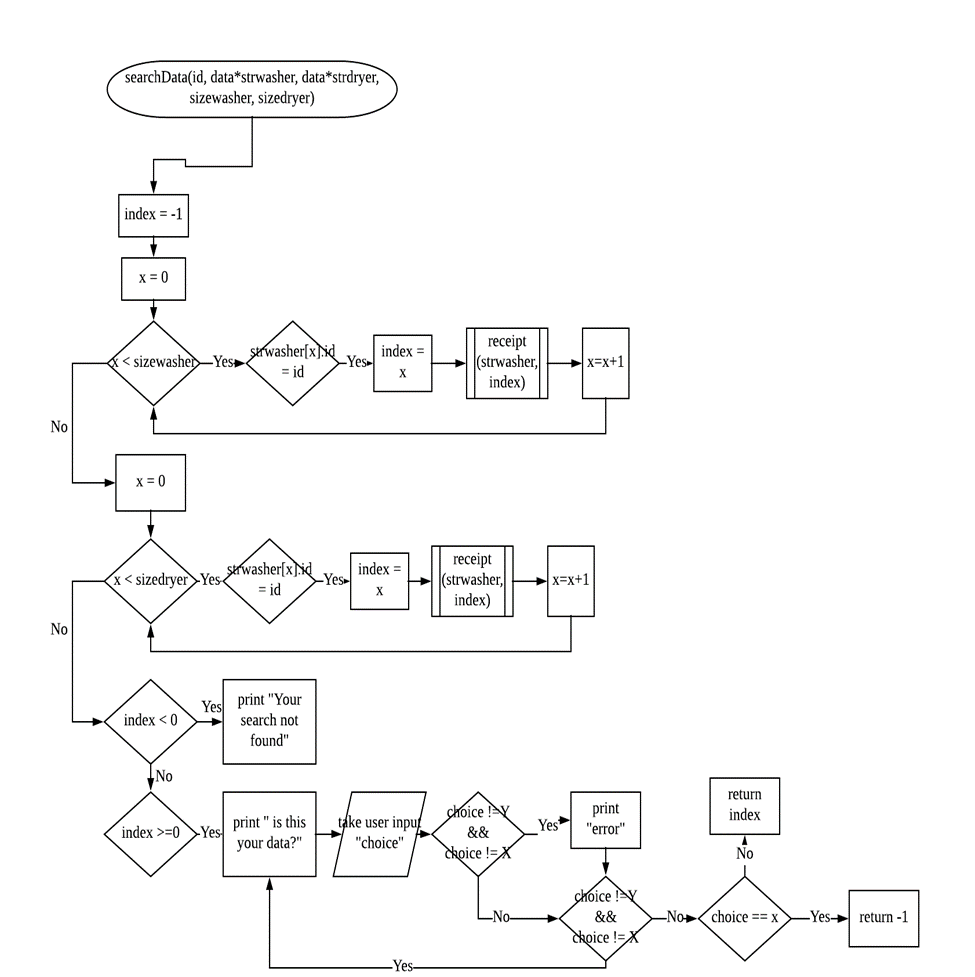 searchData(id, data*strwasher, data*strdryer,
sizewasher, sizedryer)
index = -1
x = 0
x < sizewasher
Yes
strwasher[x].id
= id
Yes
index =
x
receipt
(strwasher,
index)
x=x+1
No
x = 0
x < sizedryer
Yes
strwasher[x].id
= id
Yes
index =
x
receipt
(strwasher,
index)
x=x+1
No
index < 0
Yes
print "Your
search not
found"
No
index >=0
Yes
print " is this
your data?"
take user input
"choice"
choice !=Y
&&
choice != X
Yes
print
"error"
No
choice !=Y
&&
choice != X
Yes
No
choice == x
No
return
index
Yes
return -1